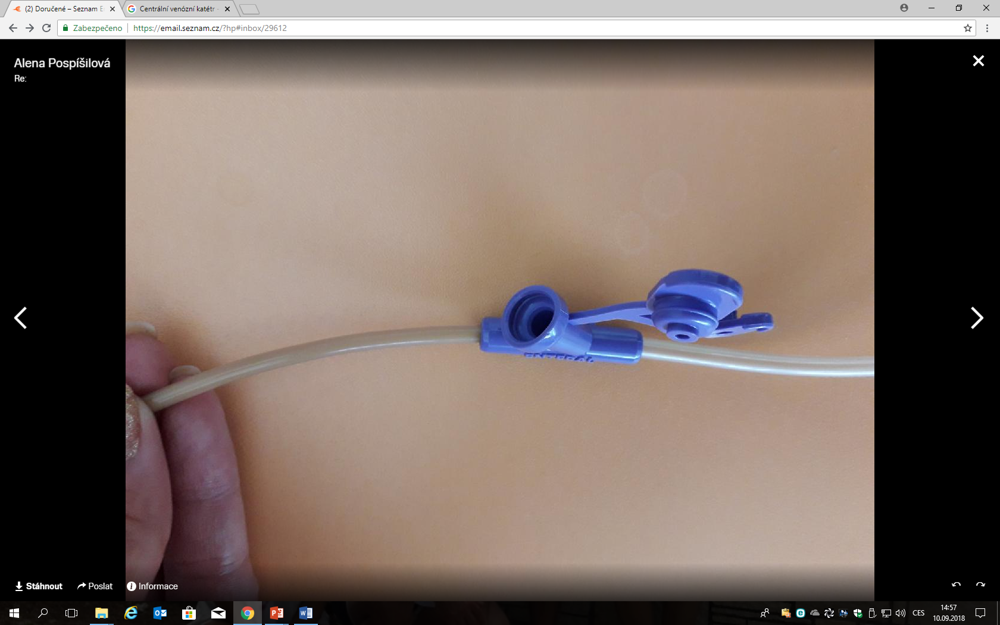 (2) Doručené – Seznam E
Centrální venózní katétr -
Zabezpečeno
https://email.seznam.cz/?hp#inbox/29612
Alena Pospíšilová
Re:
ENTERAL
Stáhnout
Poslat
Informace
CES
14:57
10.09.2018